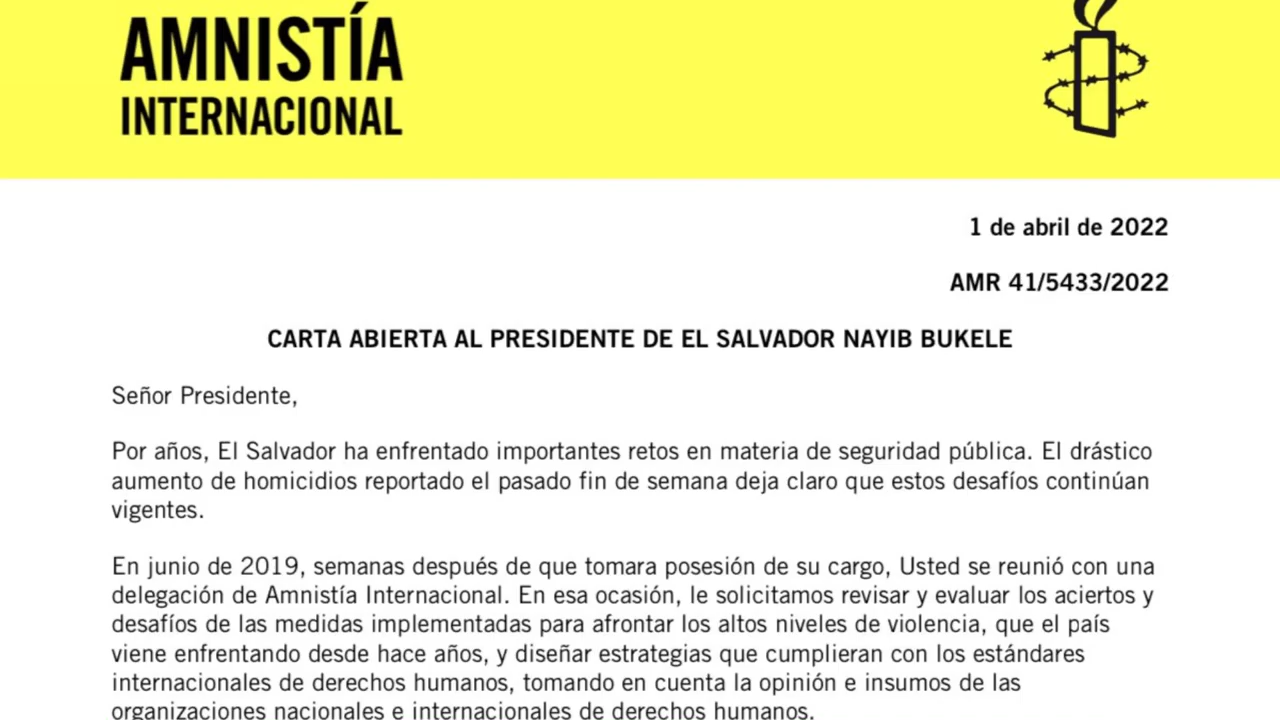 AMNISTÍA
INTERNACIONAL
1 de abril de 2022
AMR 41/5433/2022
CARTA ABIERTA AL PRESIDENTE DE EL SALVADOR NAYIB BUKELE
Señor Presidente,
Por años, El Salvador ha enfrentado importantes retos en materia de seguridad pública. El drástico
aumento de homicidios reportado el pasado fin de semana deja claro que estos desafíos continúan
vigentes.
En junio de 2019, semanas después de que tomara posesión de su cargo, Usted se reunió con una
delegación de Amnistía Internacional. En esa ocasión, le solicitamos revisar y evaluar los aciertos y
desafíos de las medidas implementadas para afrontar los altos niveles de violencia, que el país
viene enfrentando desde hace años, y diseñar estrategias que cumplieran con los estándares
internacionales de derechos humanos, tomando en cuenta la opinión e insumos de las
organizaciones nacionales e internacionales de derechos humanos.